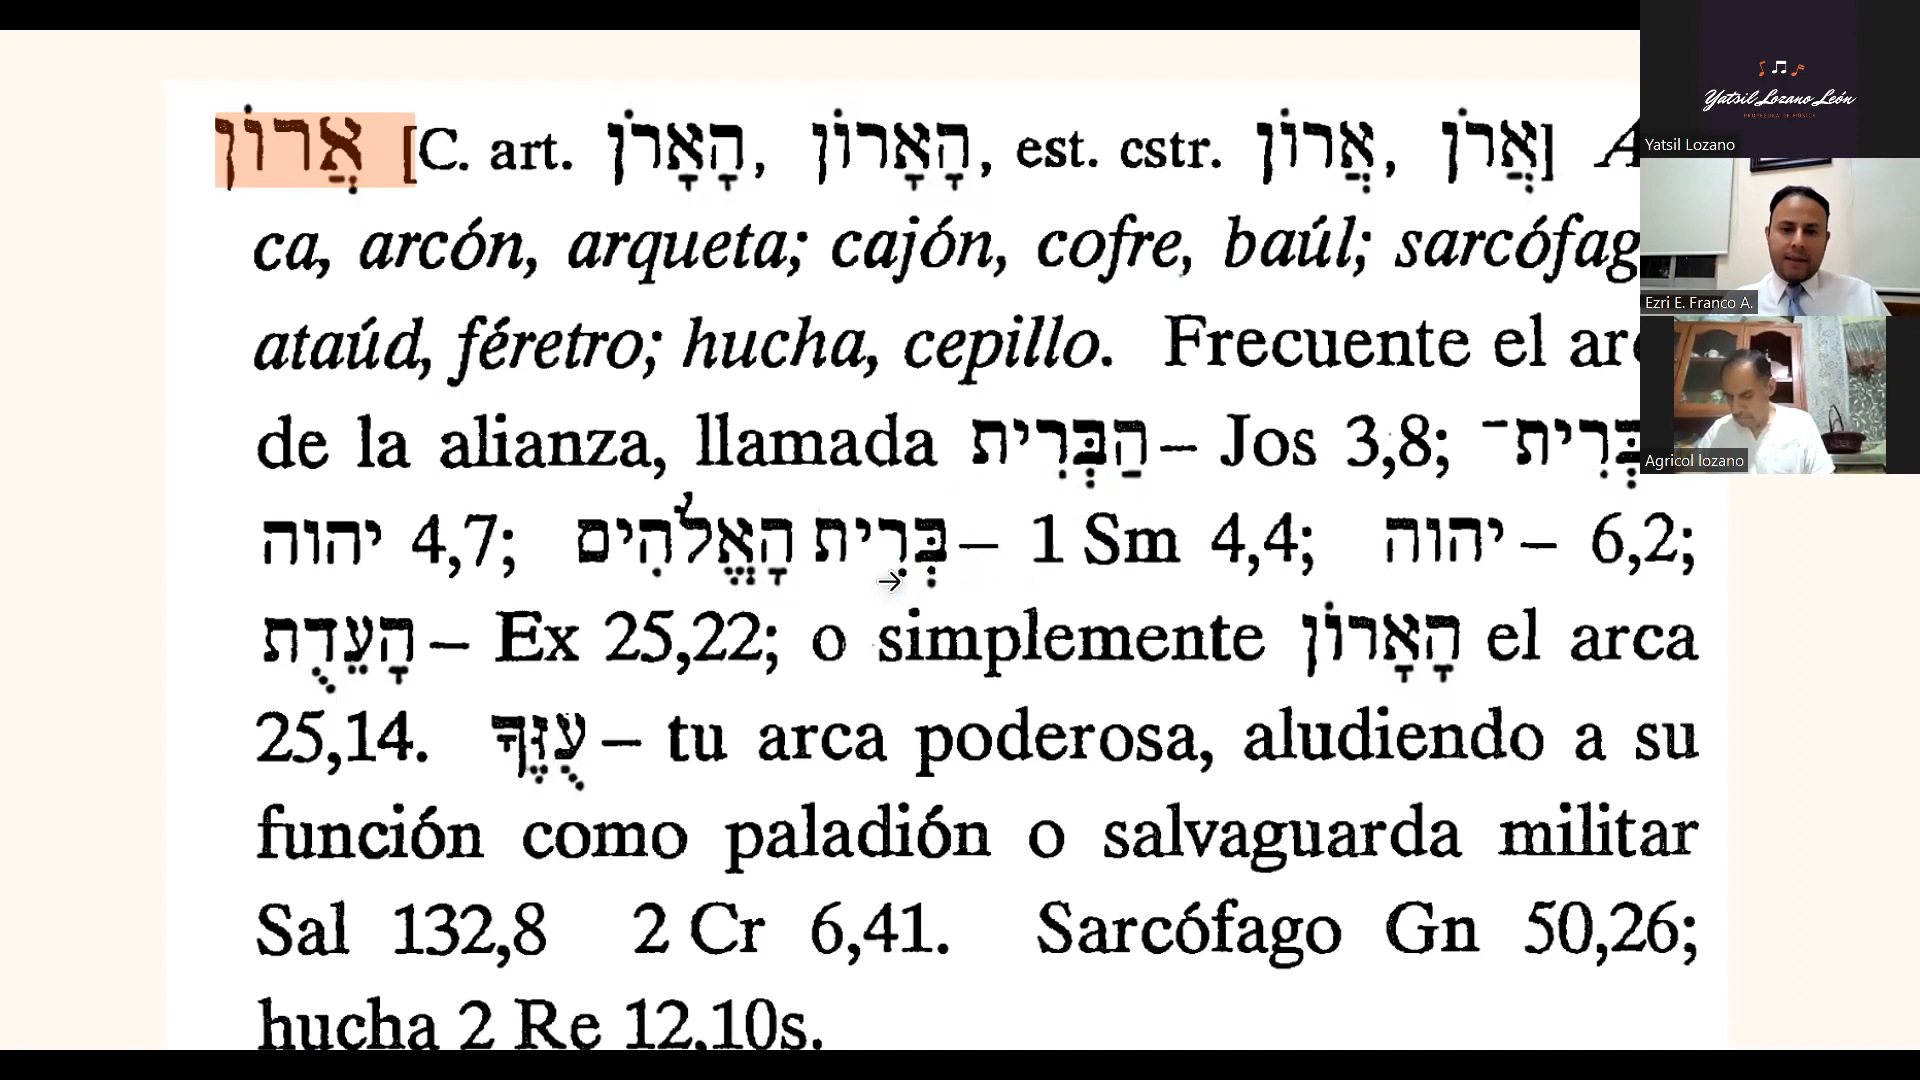 אֲרוֹן [C. art. הָאָרֹן, הָאָרוֹן, est. cstr. אֲרוֹן, אֲרֹן] A
ca, arcón, arqueta; cajón, cofre, baúl; sarcófag
ataúd, féretro; hucha, cepillo. Frecuente el arc
de la alianza, llamada הַבְּרִית – Jos 3,8; בְּרִית־
יהוה 4,7; בְּרִית הָאֱלֹהִים – 1 Sm 4,4; יהוה – 6,2;
הָעֵדֻת – Ex 25,22; o simplemente הָאָרוֹן el arca
25,14. עֻזֶּךָ – tu arca poderosa, aludiendo a su
función como paladión o salvaguarda militar
Sal 132,8 2 Cr 6,41. Sarcófago Gn 50,26;
hucha 2 Re 12,10s.
Yatsil Lozano León
PROFESORA DE MÚSICA
Yatsil Lozano
Ezri E. Franco A.
Agricol lozano